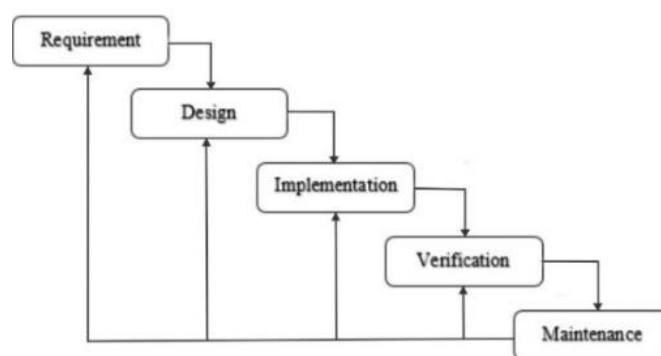 Requirement
Design
Implementation
Verification
Maintenance